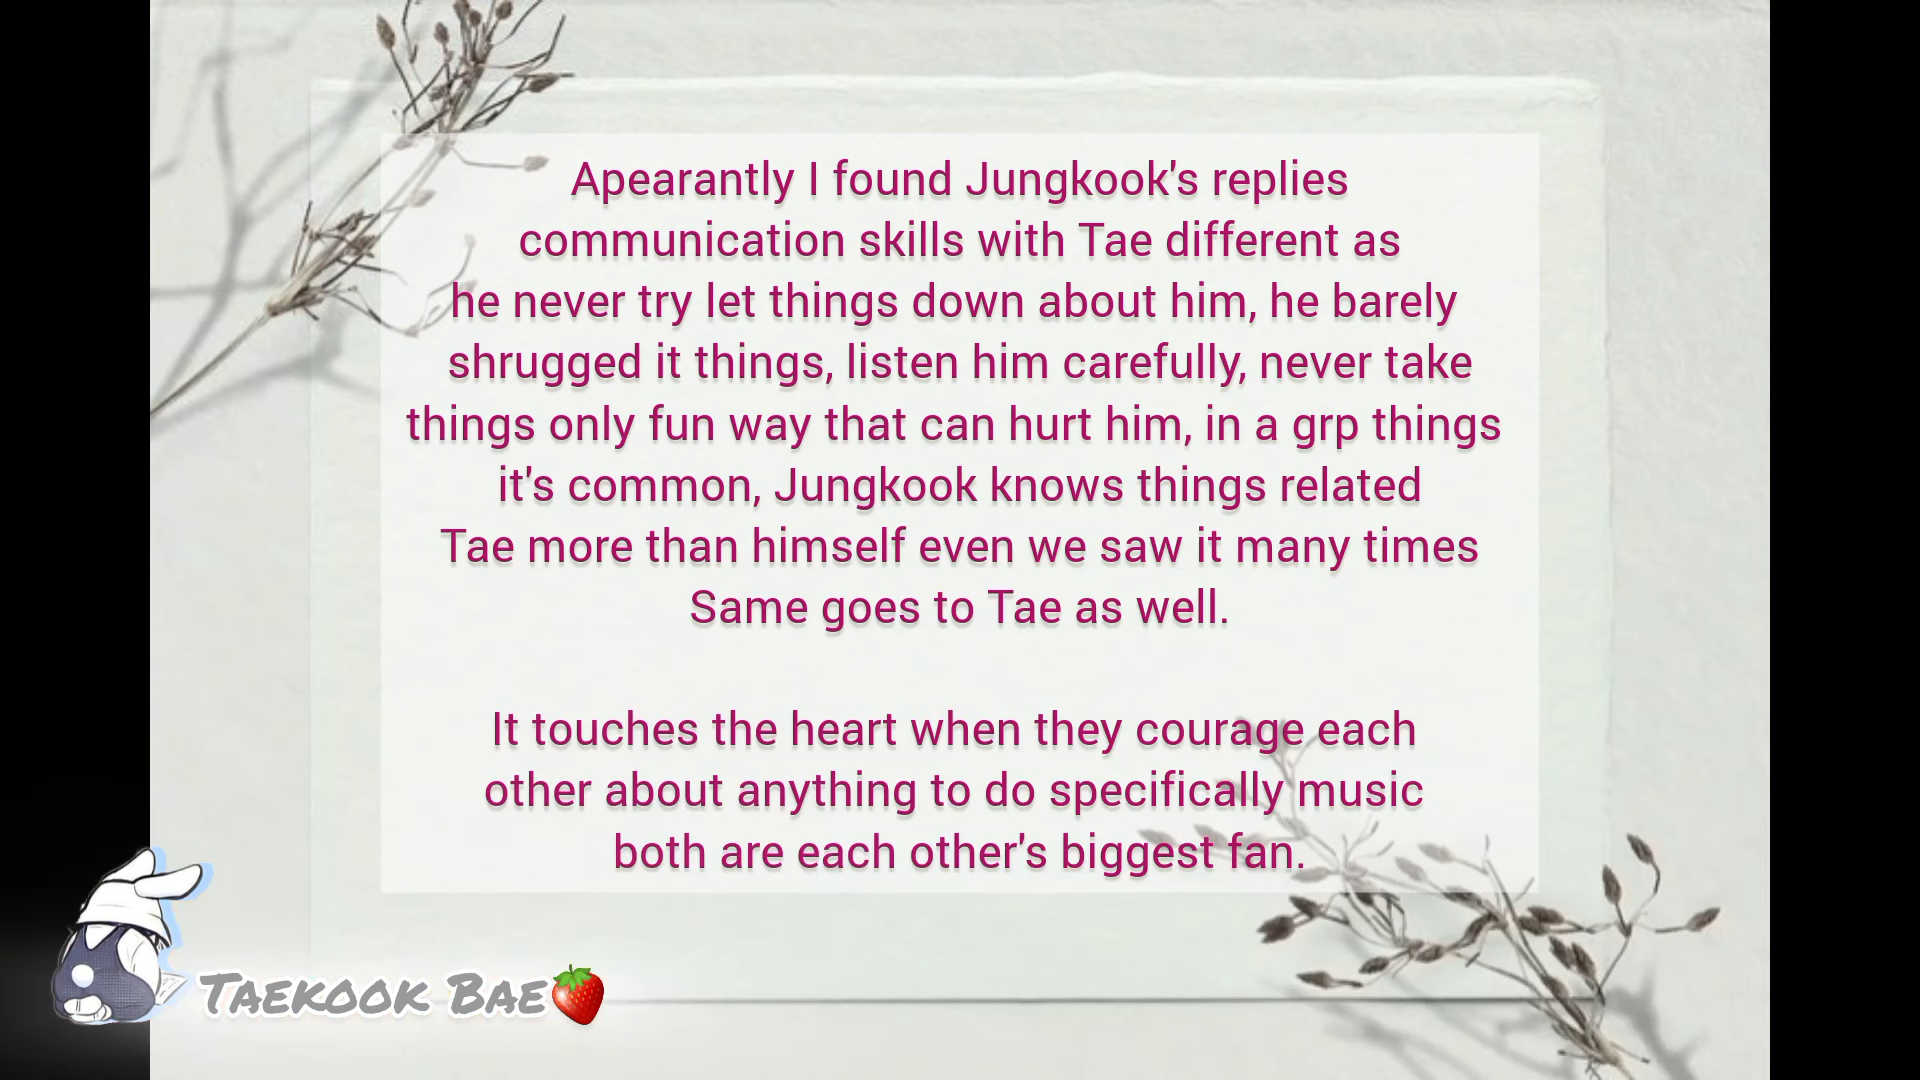 Apearantly I found Jungkook's replies
communication skills with Tae different as
he never try let things down about him, he barely
shrugged it things, listen him carefully, never take
things only fun way that can hurt him, in a grp things
it's common, Jungkook knows things related
Tae more than himself even we saw it many times
Same goes to Tae as well.
It touches the heart when they courage each
other about anything to do specifically music
both are each other's biggest fan.
Taekook Bae🍓